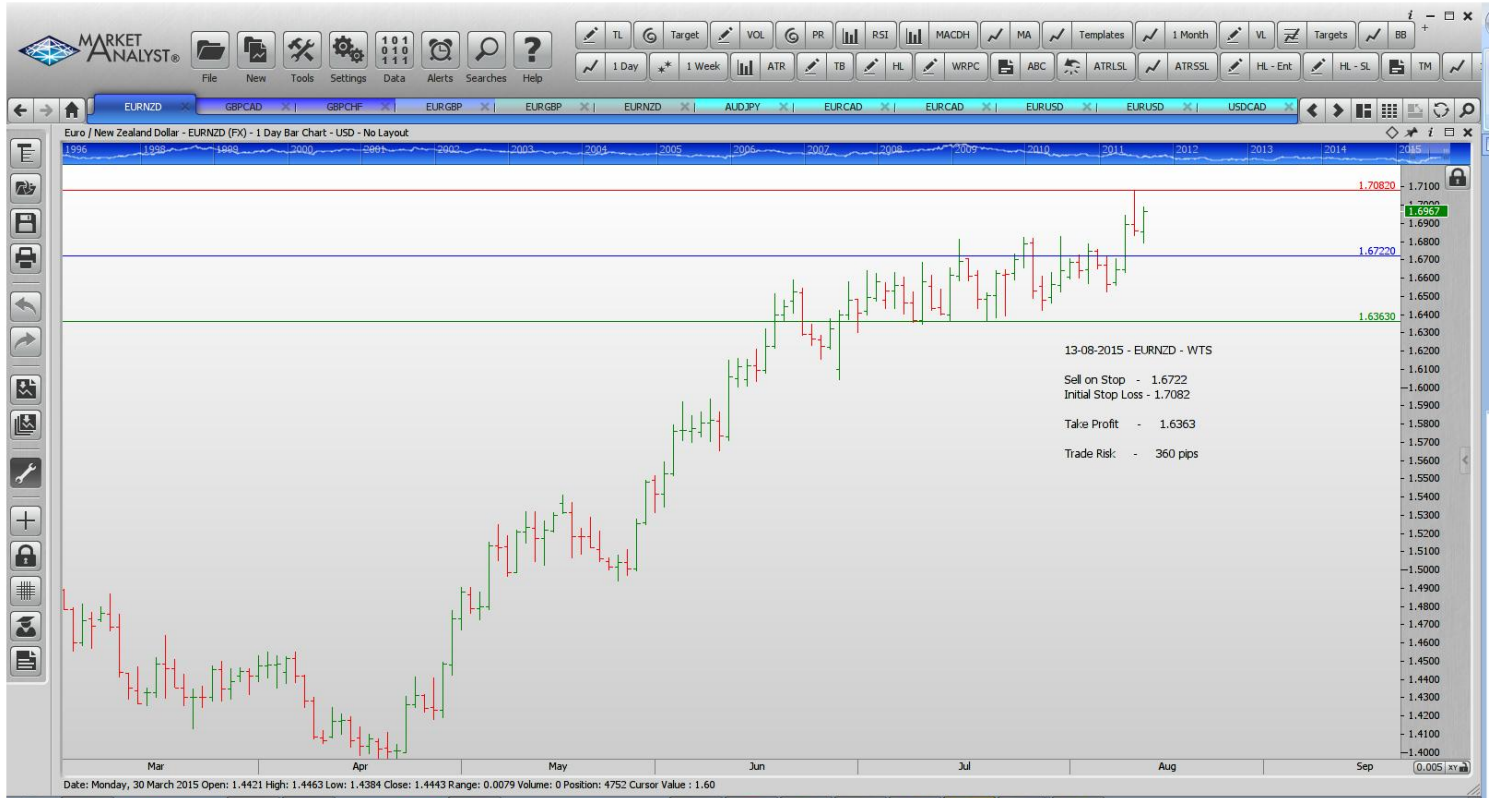 MARKET
ANALYST®
File New Tools Settings Data Alerts Searches Help
TL Target VOL PR RSI MACDH MA Templates 1 Month VL Targets BB
1 Day 1 Week ATR TB HL WRPC ABC ATRLSL ATRSSL HL - Ent HL - SL TM
EURNZD GBPCAD GBPCHF EURGBP EURGBP EURNZD AUDJPY EURCAD EURCAD EURUSD EURUSD USDCAD
Euro / New Zealand Dollar - EURNZD (FX) - 1 Day Bar Chart - USD - No Layout
1996 1998 1999 2000 2001 2002 2003 2004 2005 2006 2007 2008 2009 2010 2011 2012 2013 2014 2015
1.70820
1.7100
1.7000
1.6967
1.6900
1.6800
1.67220
1.6700
1.6600
1.6500
1.6400
1.63630
1.6300
1.6200
1.6100
1.6000
1.5900
1.5800
1.5700
1.5600
1.5500
1.5400
1.5300
1.5200
1.5100
1.5000
1.4900
1.4800
1.4700
1.4600
1.4500
1.4400
1.4300
1.4200
1.4100
1.4000
13-08-2015 - EURNZD - WTS
Sell on Stop - 1.6722
Initial Stop Loss - 1.7082
Take Profit - 1.6363
Trade Risk - 360 pips
Mar Apr May Jun Jul Aug Sep
0.005 XY
Date: Monday, 30 March 2015 Open: 1.4421 High: 1.4463 Low: 1.4384 Close: 1.4443 Range: 0.0079 Volume: 0 Position: 4752 Cursor Value : 1.60